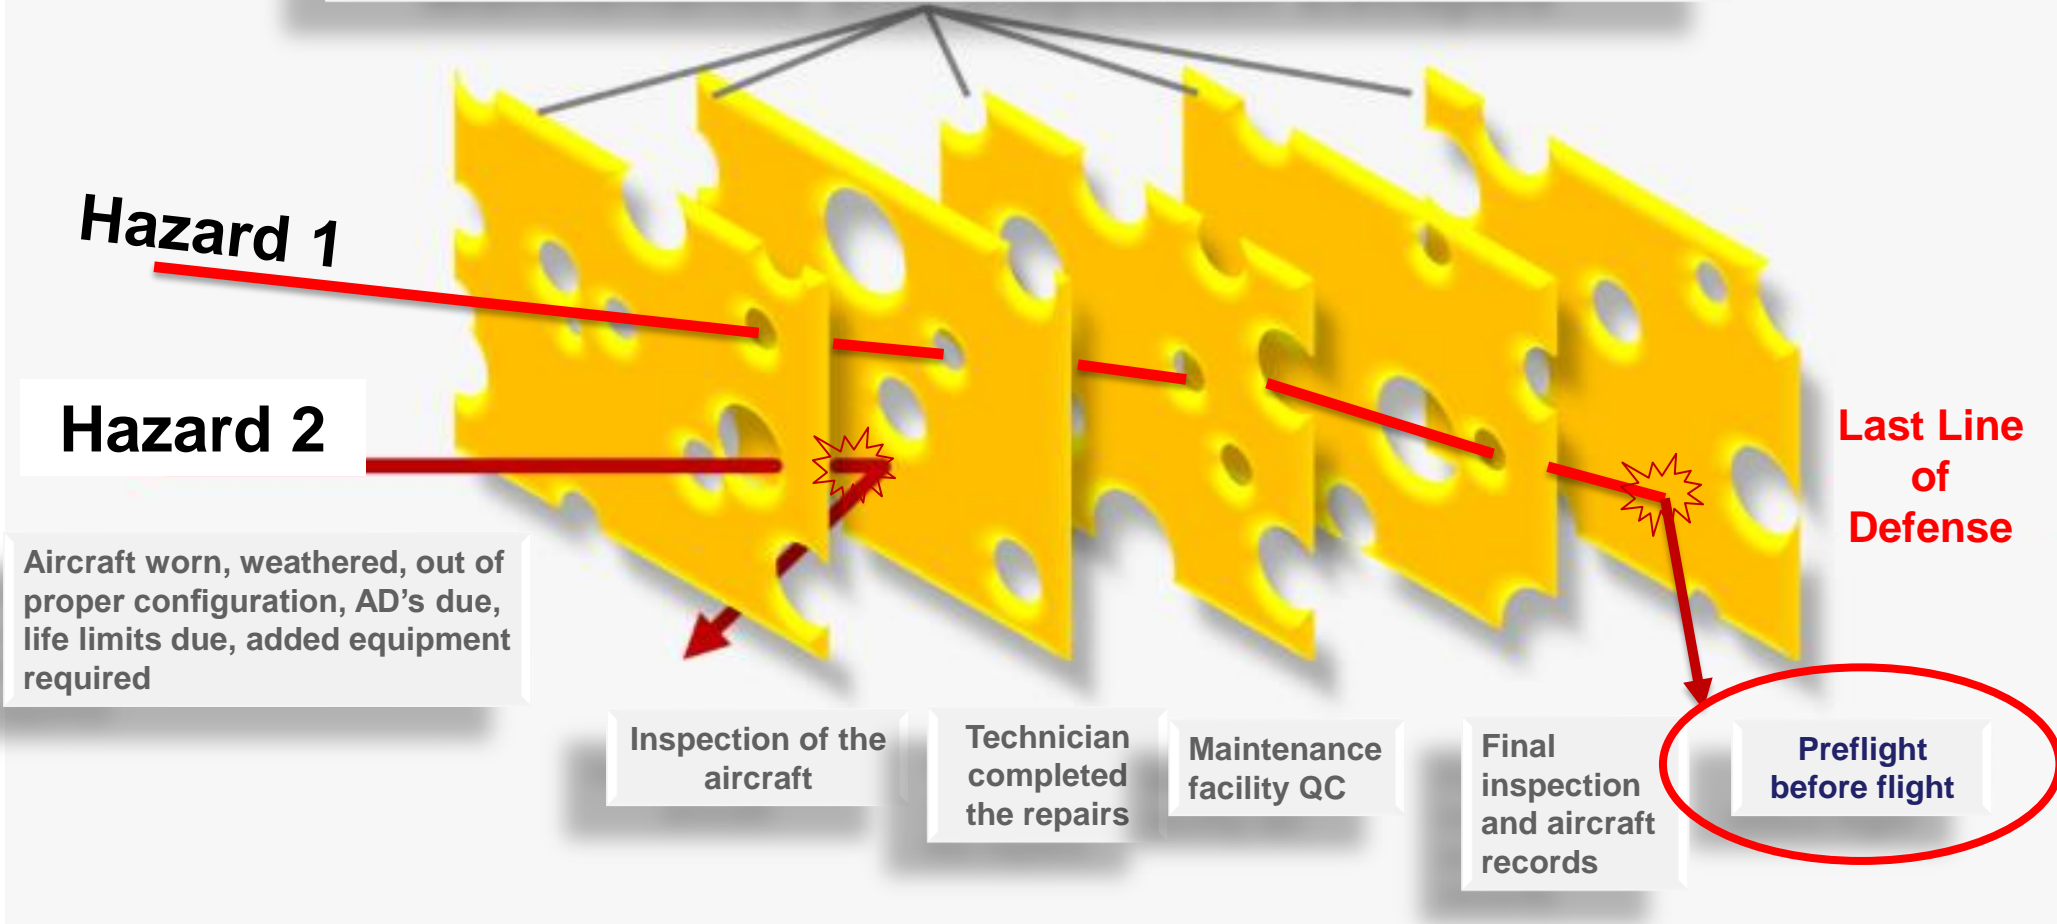 Hazard 1
Hazard 2
Last Line
of
Defense
Aircraft worn, weathered, out of
proper configuration, AD’s due,
life limits due, added equipment
required
Inspection of the
aircraft
Technician
completed
the repairs
Maintenance
facility QC
Final
inspection
and aircraft
records
Preflight
before flight